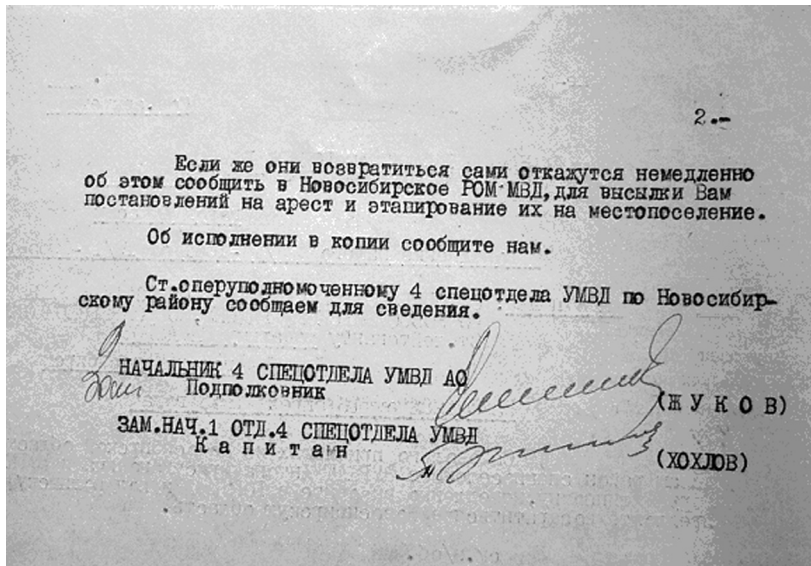 2.-
Если же они возвратиться сами откажутся немедленно
об этом сообщить в Новосибирское РОМ МВД, для высылки Вам
постановлений на арест и этапирование их на местопоселение.
Об исполнении в копии сообщите нам.
Ст.оперуполномоченному 4 спецотдела УМВД по Новосибир-
скому району сообщаем для сведения.
НАЧАЛЬНИК 4 СПЕЦОТДЕЛА УМВД АО
Подполковник
(Ж У К О В)
ЗАМ.НАЧ.1 ОТД.4 СПЕЦОТДЕЛА УМВД
К а п и т а н
(ХОХЛОВ)